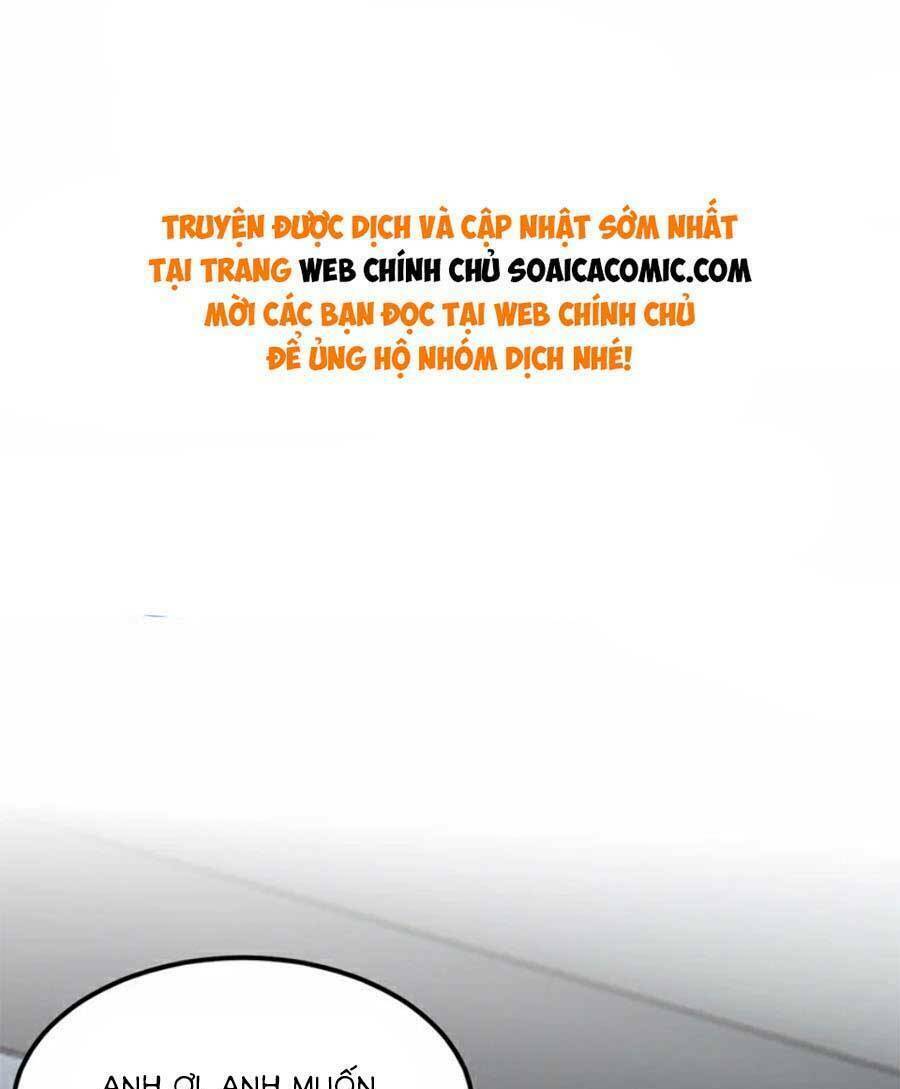 TRUYỆN ĐƯỢC DỊCH VÀ CẬP NHẬT SỚM NHẤT
TẠI TRANG WEB CHÍNH CHỦ SOAICACOMIC.COM
MỜI CÁC BẠN ĐỌC TẠI WEB CHÍNH CHỦ
ĐỂ ỦNG HỘ NHÓM DỊCH NHÉ!
ANH ƠI, ANH MUỐN